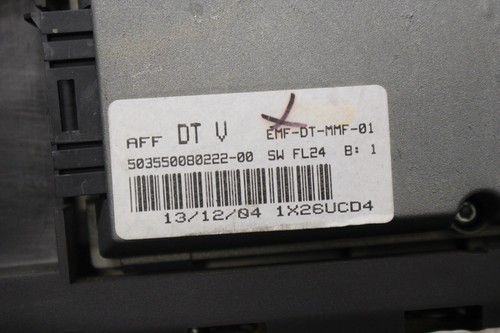 AFF DT V EMF-DT-MMF-01
503550080222-00 SW FL24 B: 1
13/12/04 1X26UCD4